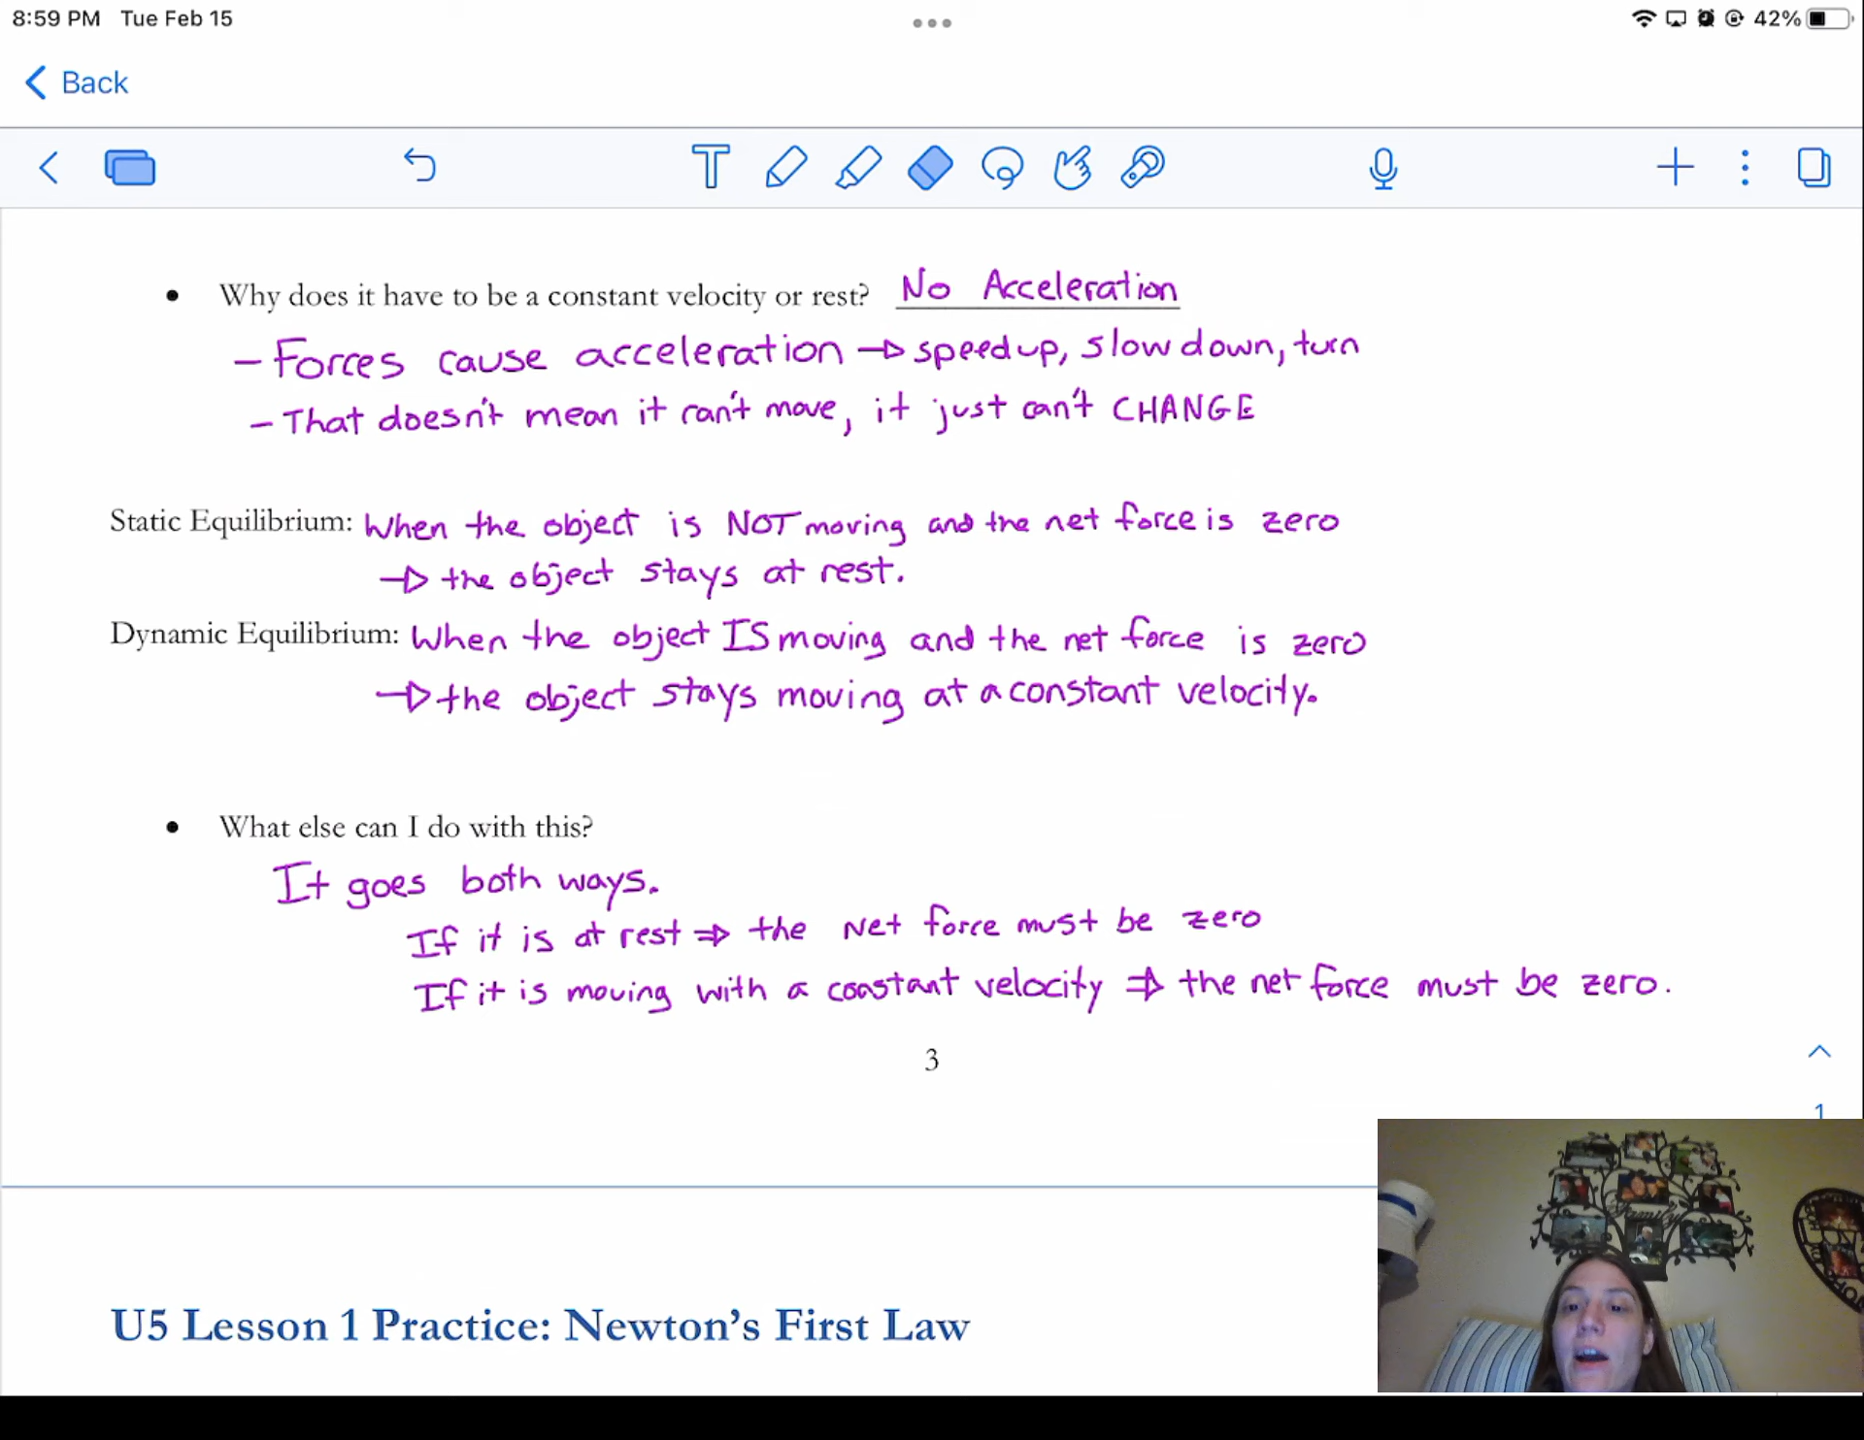 8:59 PM Tue Feb 15 42%
Back
T
• Why does it have to be a constant velocity or rest? No Acceleration
- Forces cause acceleration → speed up, slow down, turn
- That doesn't mean it can't move, it just can't CHANGE
Static Equilibrium: When the object is NOT moving and the net force is zero
→ the object stays at rest.
Dynamic Equilibrium: When the object IS moving and the net force is zero
→ the object stays moving at a constant velocity.
• What else can I do with this?
It goes both ways.
If it is at rest ⇒ the Net force must be zero
If it is moving with a constant velocity ⇒ the net force must be zero.
3
1
Family
U5 Lesson 1 Practice: Newton's First Law